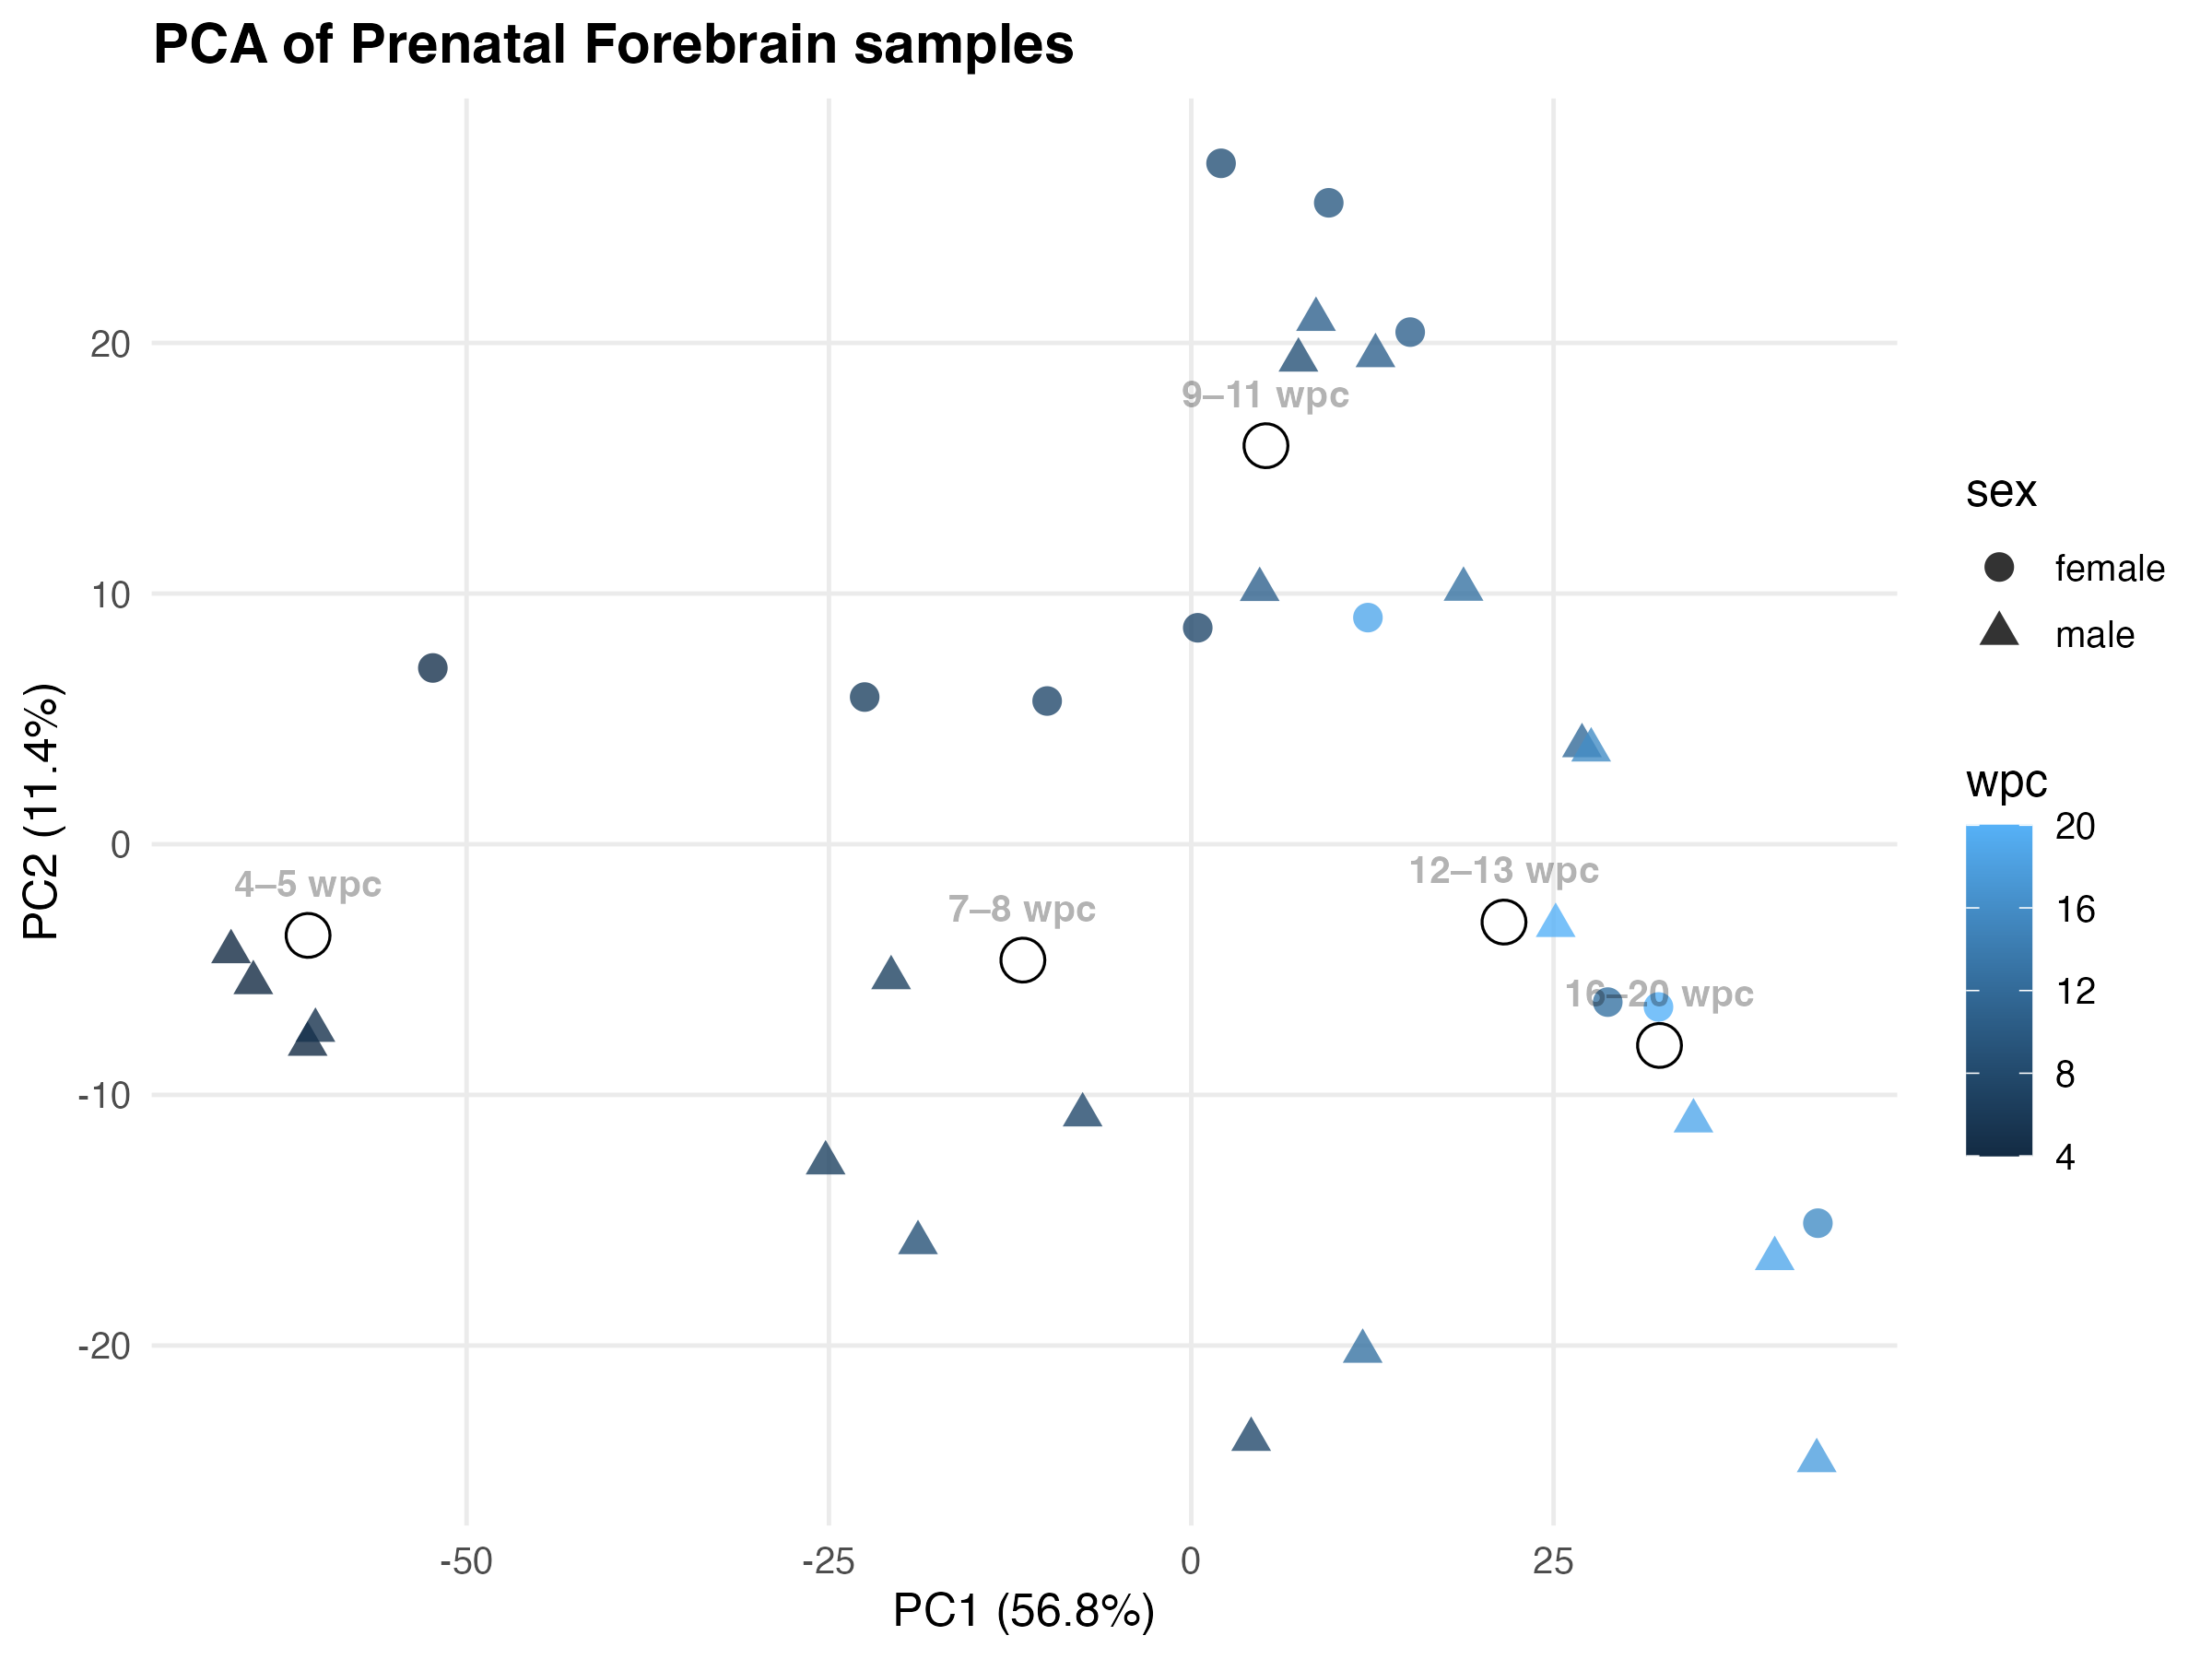 PCA of Prenatal Forebrain samples
PC2 (11.4%)
20
10
0
-10
-20
9–11 wpc
4–5 wpc
7–8 wpc
12–13 wpc
16–20 wpc
-50
-25
0
25
PC1 (56.8%)
sex
female
male
wpc
20
16
12
8
4